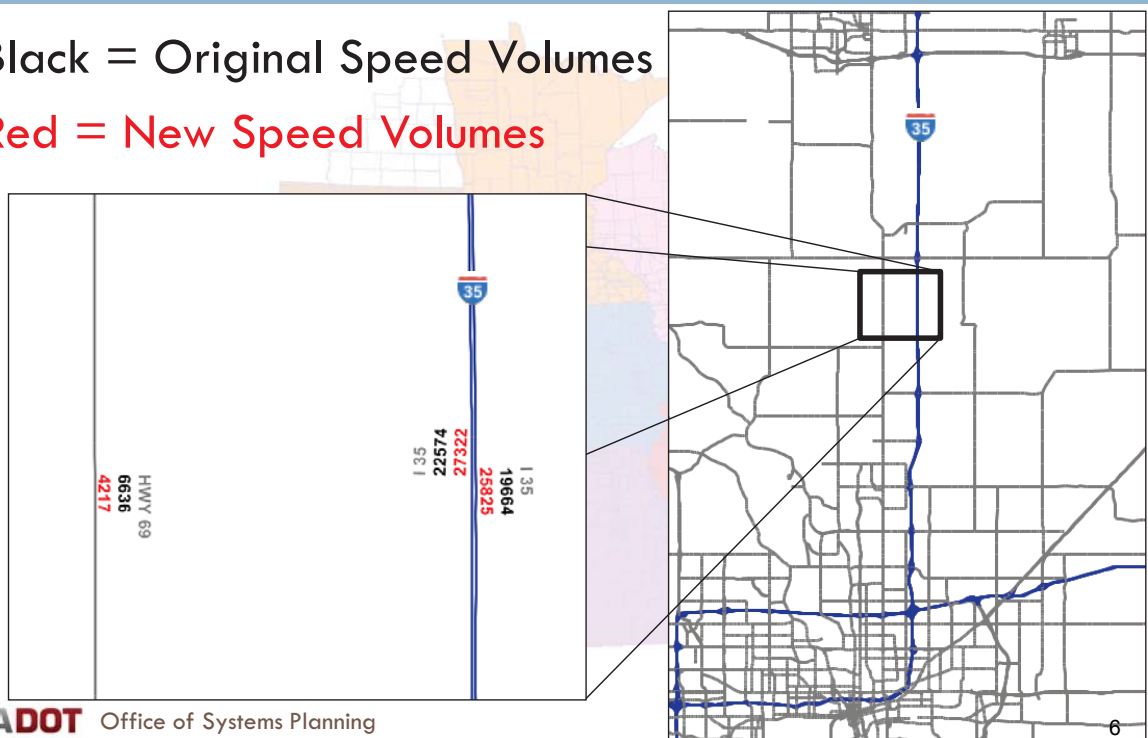 Black = Original Speed Volumes
Red = New Speed Volumes
35
35
I 35
22574
27322
I 35
19664
25825
HWY 69
6636
4217
ADOT Office of Systems Planning
6